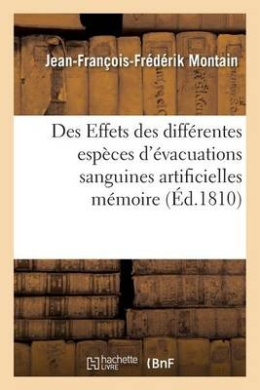 Jean-François-Frédérik Montain
Des Effets des différentes
espèces d'évacuations
sanguines artificielles
mémoire (Éd.1810)
hachette
LIVRE
{BnF